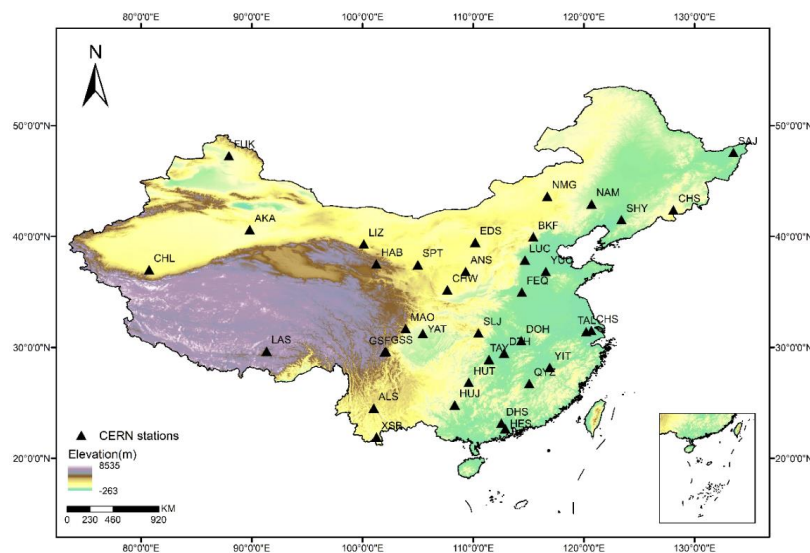 80°0'0"E 90°0'0"E 100°0'0"E 110°0'0"E 120°0'0"E 130°0'0"E
N
50°0'0"N 50°0'0"N
FUK
SAJ
NMG
NAM
CHS
SHY
40°0'0"N 40°0'0"N
AKA
LIZ
EDS
BKF
CHL
HAB
SPT
ANS
LUC
YUC
CHW
FEQ
MAO
YAT
SLJ
DOH
TAL CHS
30°0'0"N 30°0'0"N
LAS
GSF GSS
TAY
DZH
YIT
HUT
QYZ
ALS
HUJ
XSB
DHS
HES
CERN stations
Elevation(m)
8535
-263
20°0'0"N 20°0'0"N
0 230 460 920 KM
80°0'0"E 90°0'0"E 100°0'0"E 110°0'0"E 120°0'0"E 130°0'0"E